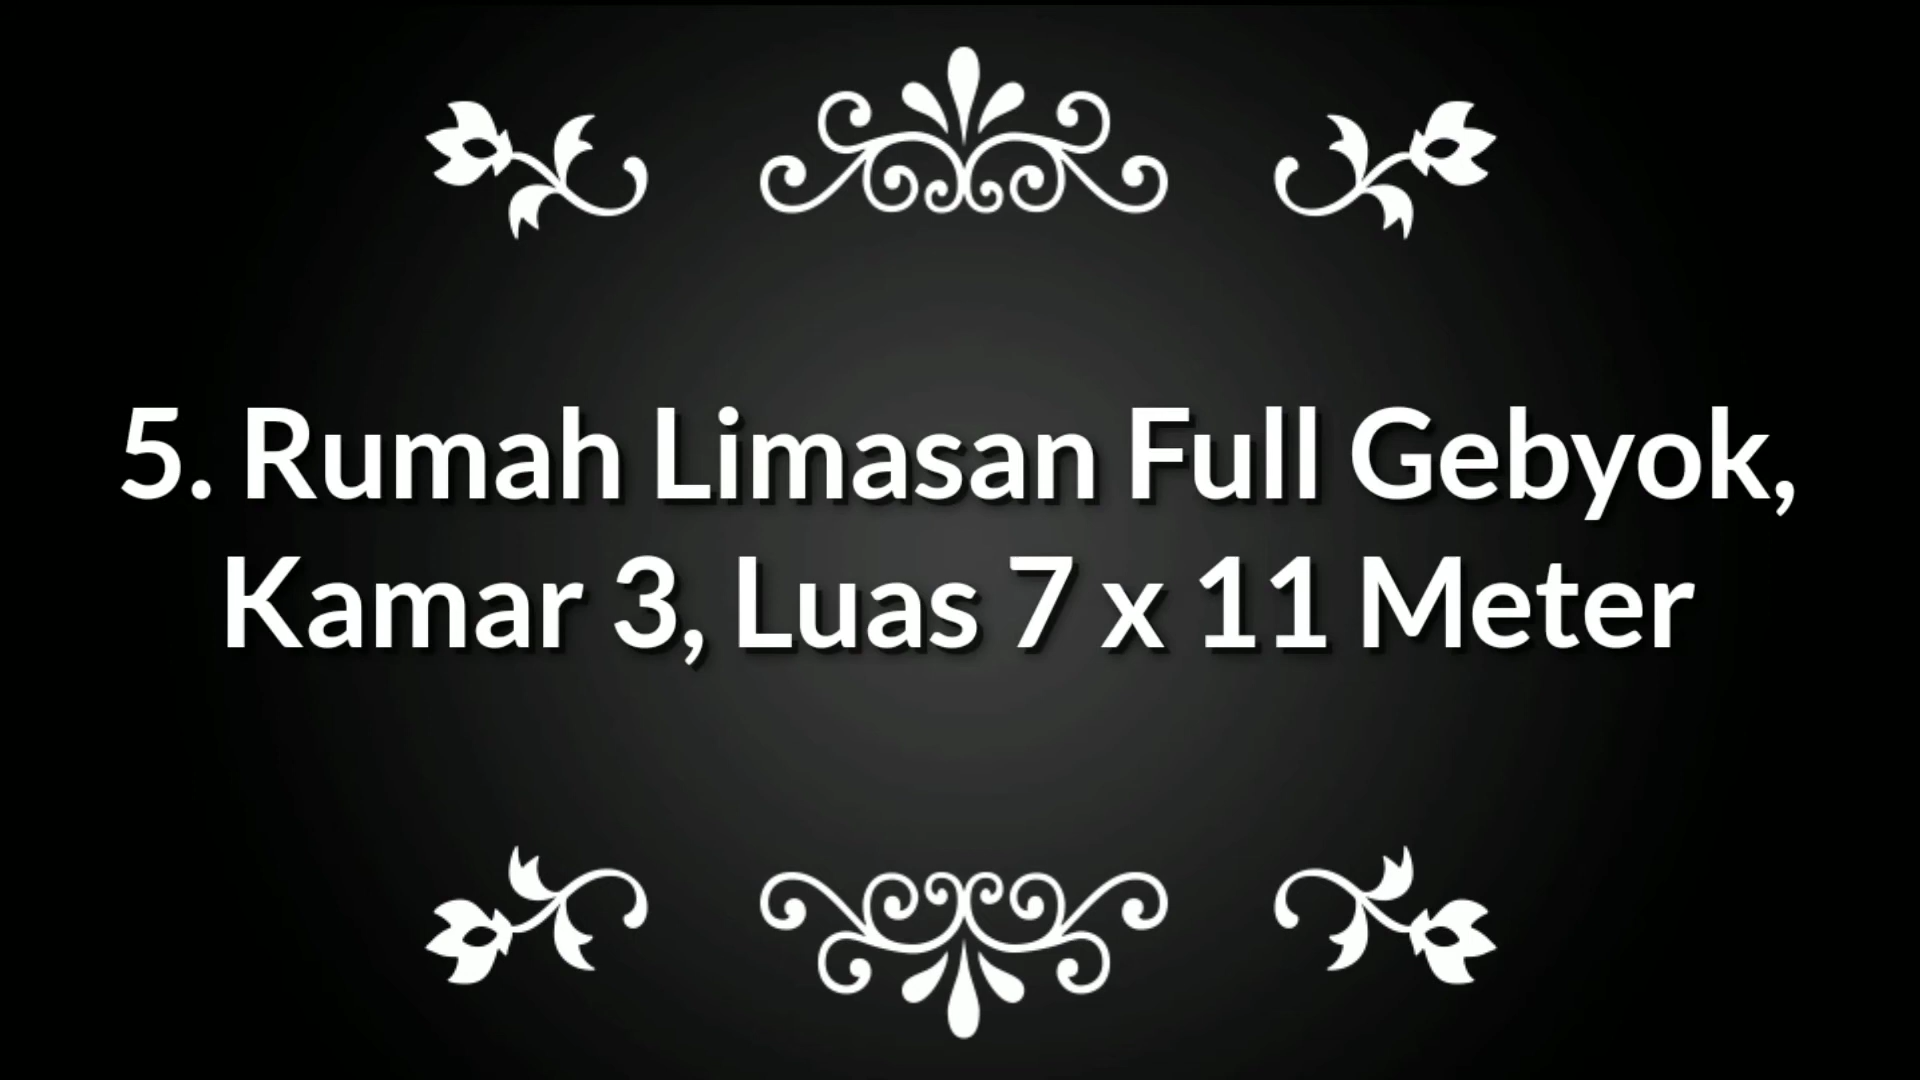 5. Rumah Limasan Full Gebyok,
Kamar 3, Luas 7 x 11 Meter